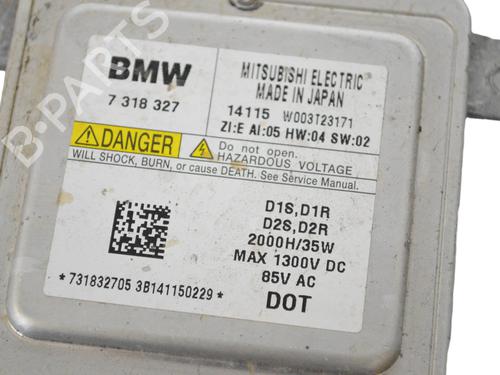 BMW
7 318 327
MITSUBISHI ELECTRIC
MADE IN JAPAN
14115 W003T23171
ZI:E AI:05 HW:04 SW:02
DANGER
Do not open.
HAZARDOUS VOLTAGE
WILL SHOCK, BURN, or cause DEATH. See Service Manual.
D1S,D1R
D2S,D2R
2000H/35W
MAX 1300V DC
85V AC
DOT
*731832705 3B141150229*
B-PARTS